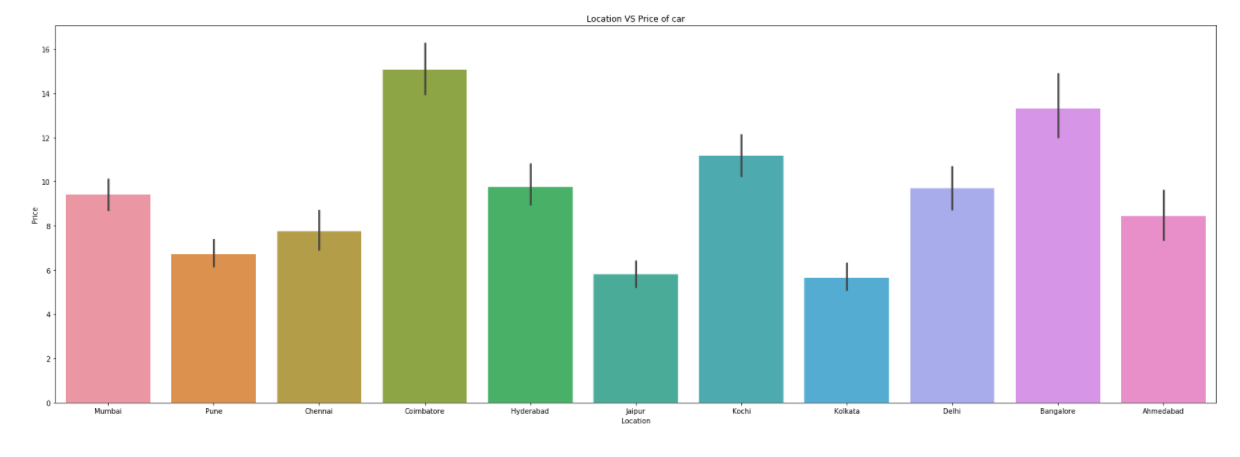 Location VS Price of car
16
14
12
10
8
6
4
2
0
Price
Mumbai Pune Chennai Coimbatore Hyderabad Jaipur Kochi Kolkata Delhi Bangalore Ahmedabad
Location